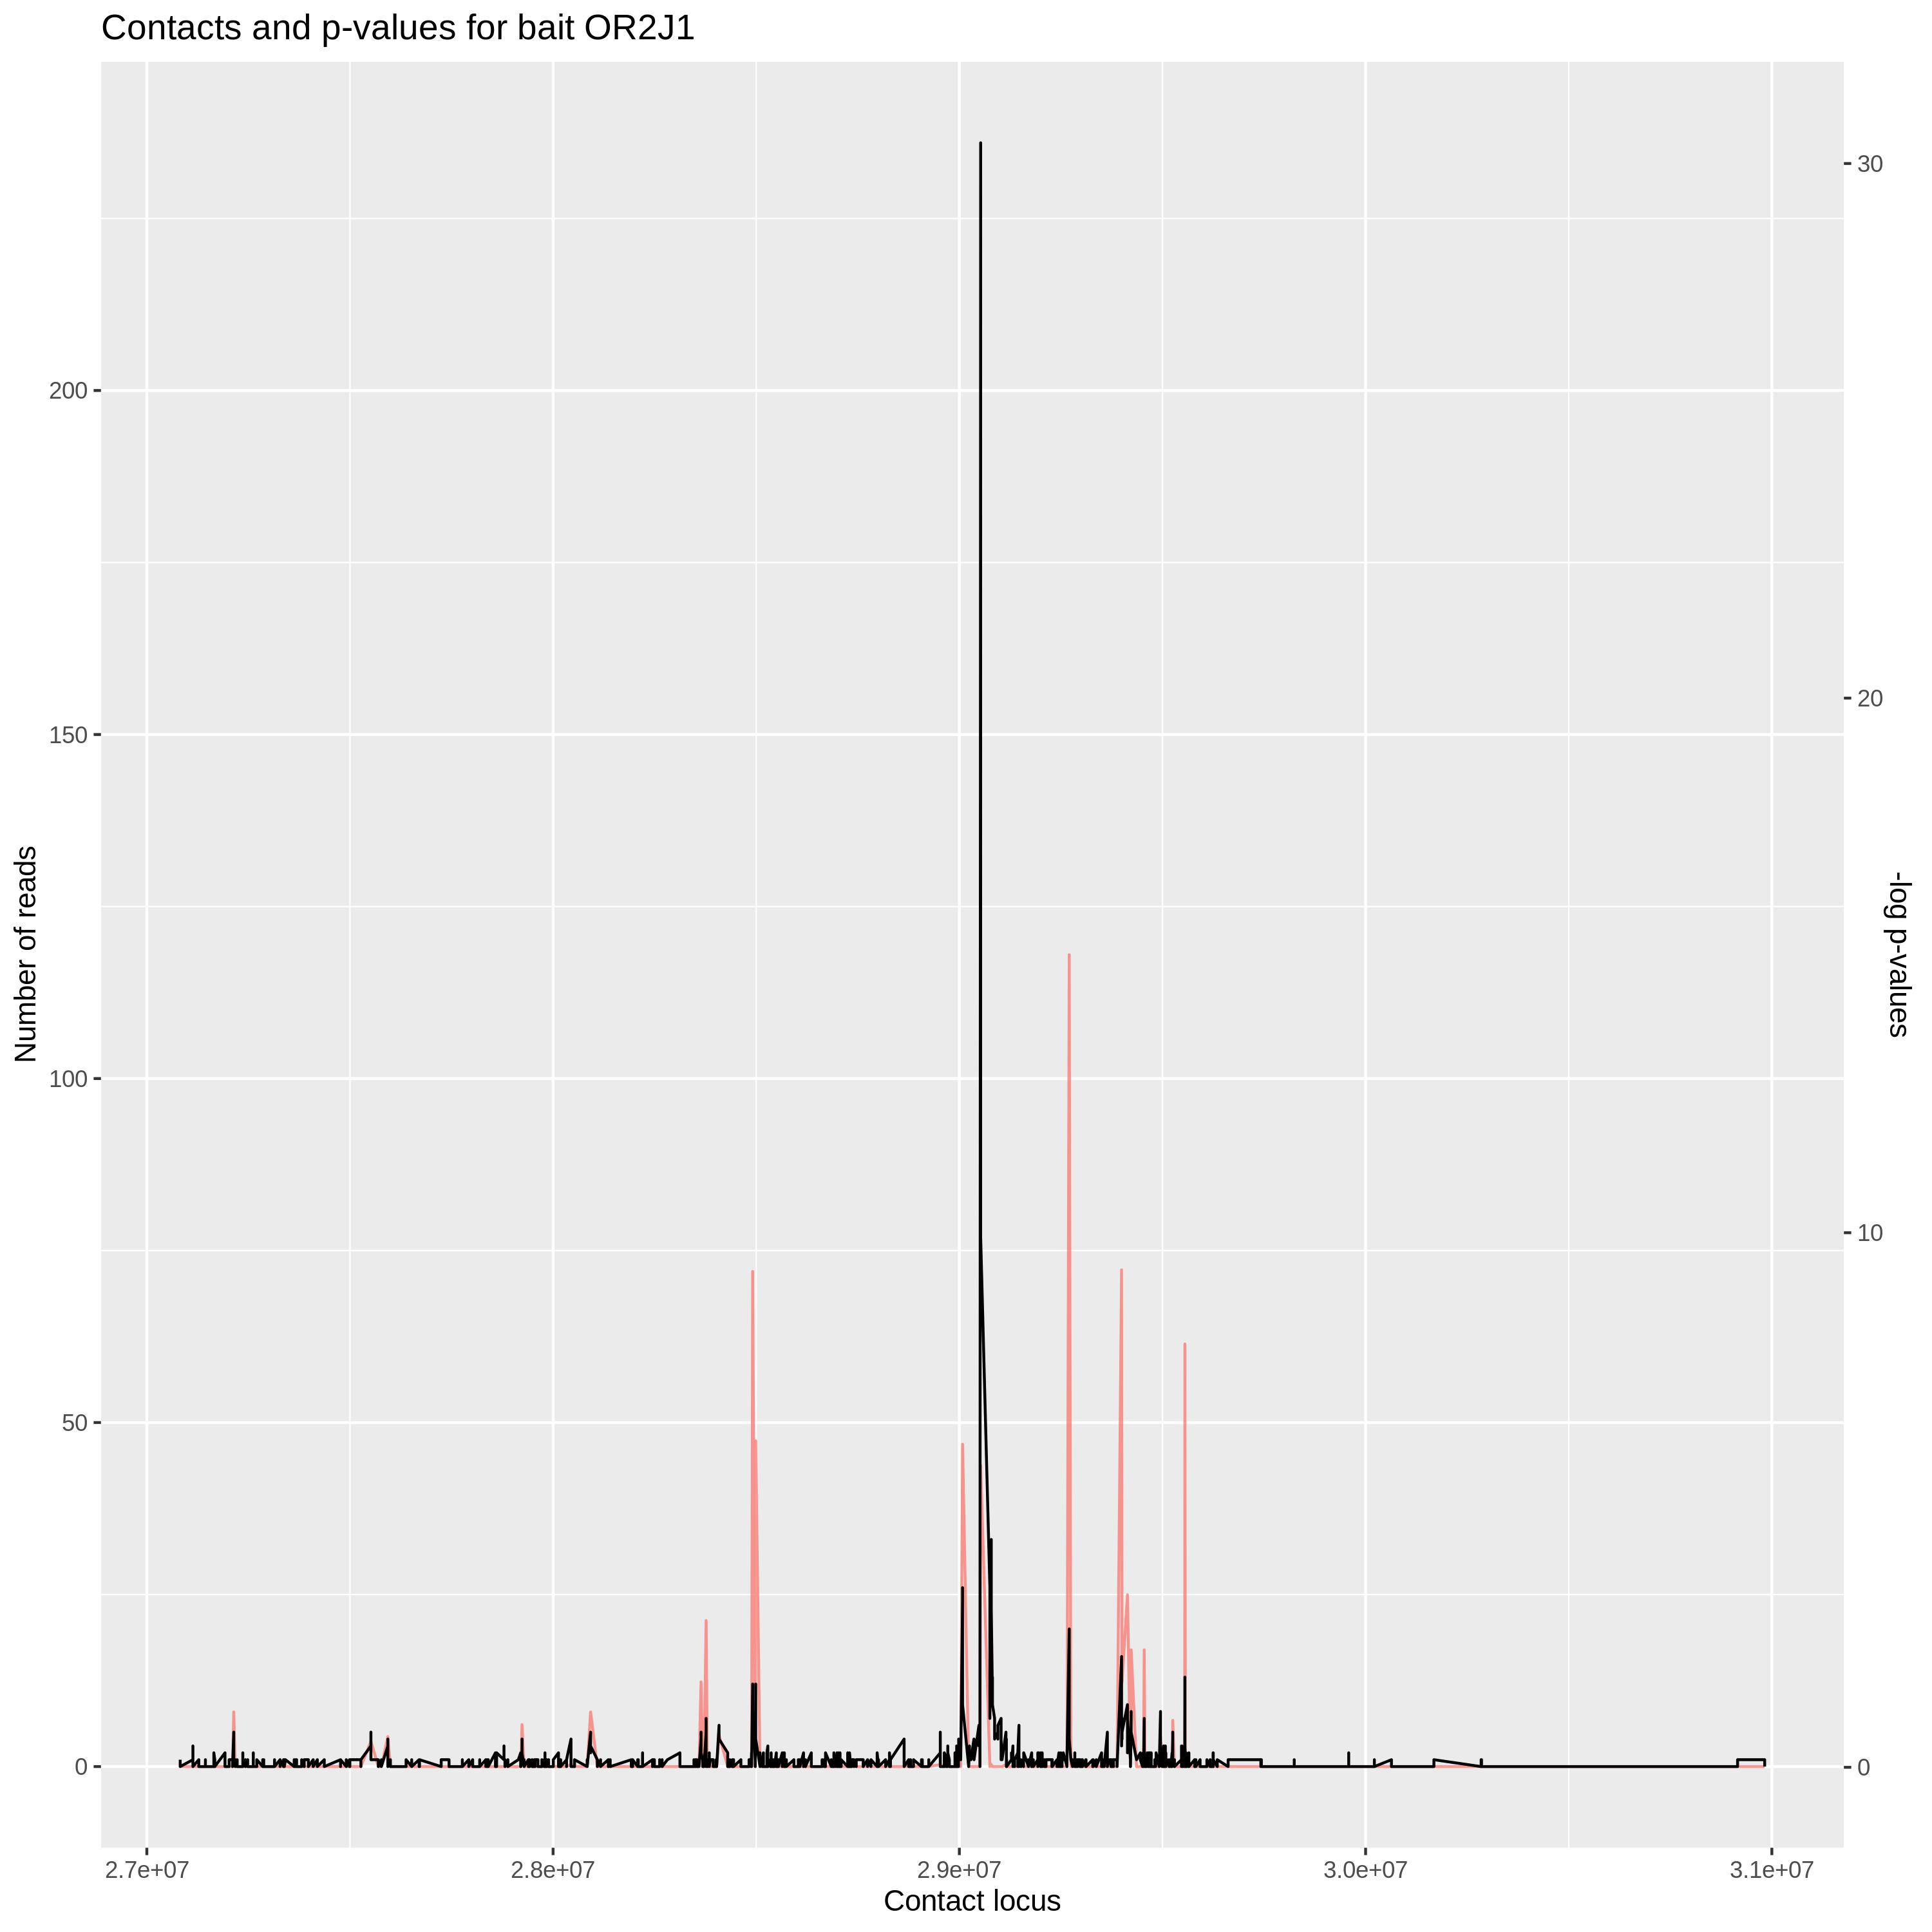 Contacts and p-values for bait OR2J1
200
150
100
50
0
Number of reads
30
20
10
0
-log p-values
2.7e+07 2.8e+07 2.9e+07 3.0e+07 3.1e+07
Contact locus